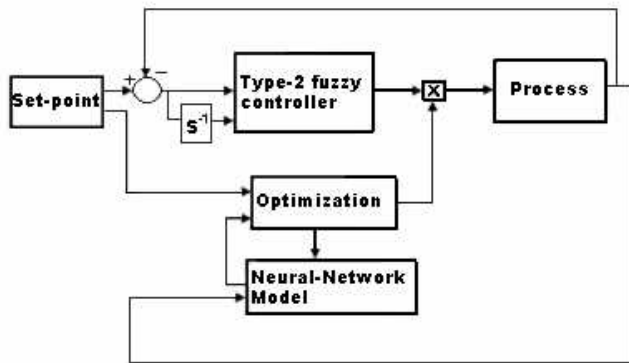 +
−
Set-point
Type-2 fuzzy
controller
S⁻¹
X
Process
Optimization
Neural-Network
Model